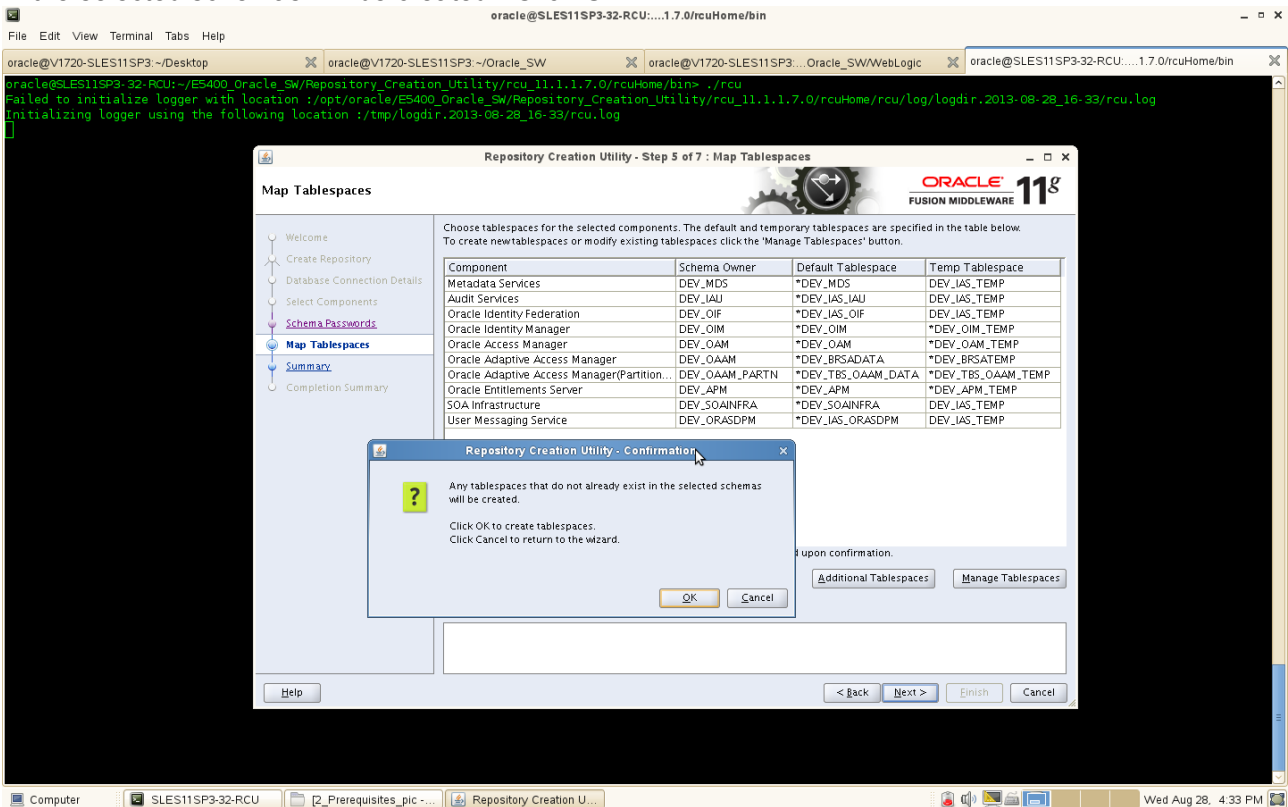 oracle@SLES11SP3-32-RCU:....1.7.0/rcuHome/bin
File Edit View Terminal Tabs Help
oracle@V1720-SLES11SP3:~/Desktop
oracle@V1720-SLES11SP3:~/Oracle_SW
oracle@V1720-SLES11SP3:...Oracle_SW/WebLogic
oracle@SLES11SP3-32-RCU:....1.7.0/rcuHome/bin
oracle@SLES11SP3-32-RCU:~/E5400_Oracle_SW/Repository_Creation_Utility/rcu_11.1.1.7.0/rcuHome/bin> ./rcu
Failed to initialize logger with location :/opt/oracle/E5400_Oracle_SW/Repository_Creation_Utility/rcu_11.1.1.7.0/rcuHome/rcu/log/logdir.2013-08-28_16-33/rcu.log
Initializing logger using the following location :/tmp/logdir.2013-08-28_16-33/rcu.log
Repository Creation Utility - Step 5 of 7 : Map Tablespaces
Map Tablespaces
ORACLE
FUSION MIDDLEWARE 11g
Welcome
Create Repository
Database Connection Details
Select Components
Schema Passwords
Map Tablespaces
Summary
Completion Summary
Choose tablespaces for the selected components. The default and temporary tablespaces are specified in the table below.
To create new tablespaces or modify existing tablespaces click the 'Manage Tablespaces' button.
Component Schema Owner Default Tablespace Temp Tablespace
Metadata Services DEV_MDS *DEV_MDS DEV_IAS_TEMP
Audit Services DEV_IAU *DEV_IAS_IAU DEV_IAS_TEMP
Oracle Identity Federation DEV_OIF *DEV_IAS_OIF DEV_IAS_TEMP
Oracle Identity Manager DEV_OIM *DEV_OIM *DEV_OIM_TEMP
Oracle Access Manager DEV_OAM *DEV_OAM *DEV_OAM_TEMP
Oracle Adaptive Access Manager DEV_OAAM *DEV_BRSADATA *DEV_BRSATEMP
Oracle Adaptive Access Manager(Partition... DEV_OAAM_PARTN *DEV_TBS_OAAM_DATA *DEV_TBS_OAAM_TEMP
Oracle Entitlements Server DEV_APM *DEV_APM *DEV_APM_TEMP
SOA Infrastructure DEV_SOAINFRA *DEV_SOAINFRA DEV_IAS_TEMP
User Messaging Service DEV_ORASDPM *DEV_IAS_ORASDPM DEV_IAS_TEMP
Repository Creation Utility - Confirmation
Any tablespaces that do not already exist in the selected schemas
will be created.
Click OK to create tablespaces.
Click Cancel to return to the wizard.
OK Cancel
upon confirmation.
Additional Tablespaces Manage Tablespaces
Help
< Back Next > Finish Cancel
Computer SLES11SP3-32-RCU [2_Prerequisites_pic -... Repository Creation U... Wed Aug 28, 4:33 PM